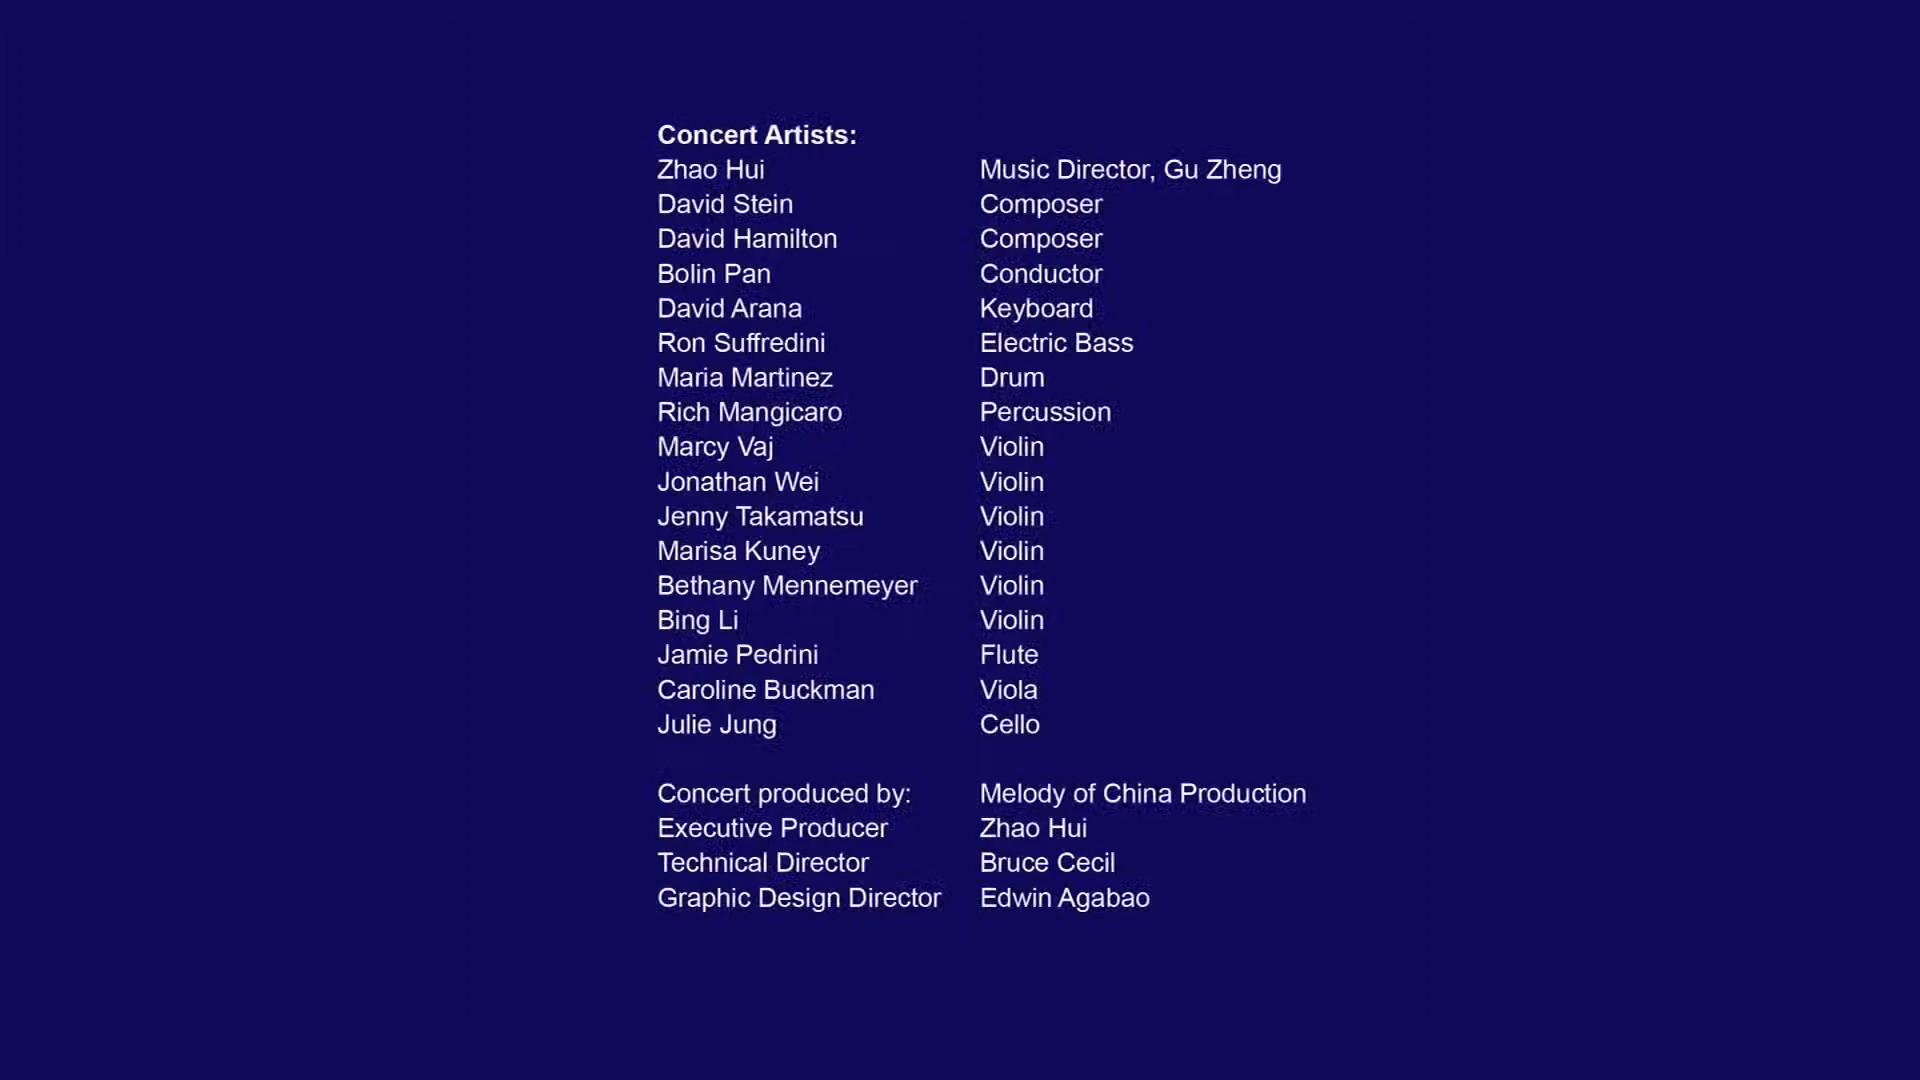 Concert Artists:
Zhao Hui Music Director, Gu Zheng
David Stein Composer
David Hamilton Composer
Bolin Pan Conductor
David Arana Keyboard
Ron Suffredini Electric Bass
Maria Martinez Drum
Rich Mangicaro Percussion
Marcy Vaj Violin
Jonathan Wei Violin
Jenny Takamatsu Violin
Marisa Kuney Violin
Bethany Mennemeyer Violin
Bing Li Violin
Jamie Pedrini Flute
Caroline Buckman Viola
Julie Jung Cello
Concert produced by: Melody of China Production
Executive Producer Zhao Hui
Technical Director Bruce Cecil
Graphic Design Director Edwin Agabao